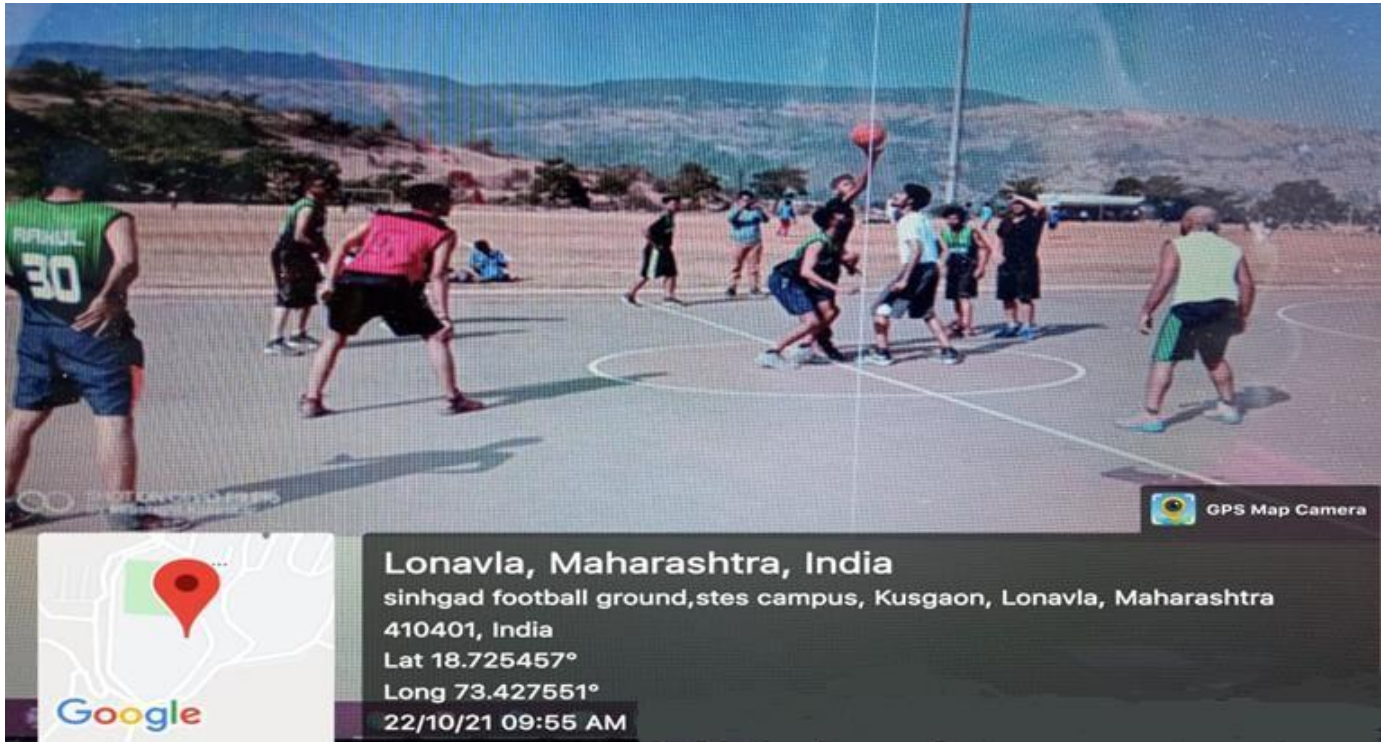 RAHUL
30
GPS Map Camera
Lonavla, Maharashtra, India
sinhgad football ground,stes campus, Kusgaon, Lonavla, Maharashtra
410401, India
Lat 18.725457°
Long 73.427551°
22/10/21 09:55 AM
Google